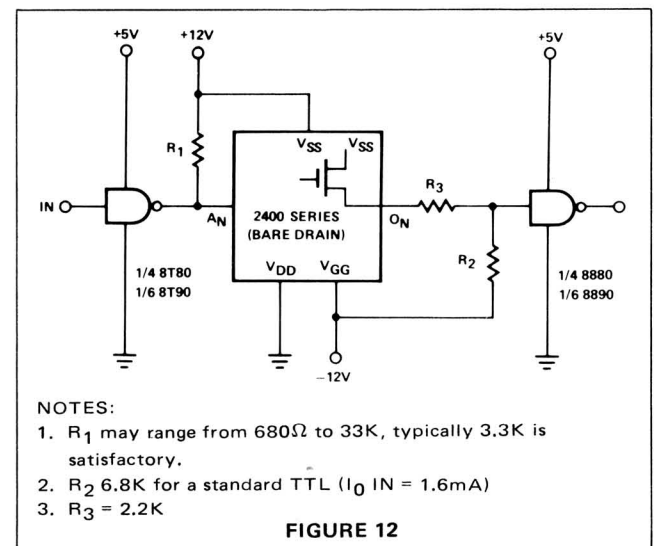 +5V
+12V
+5V
R1
VSS
VSS
R3
IN
AN
2400 SERIES
(BARE DRAIN)
ON
R2
VDD
VGG
1/4 8T80
1/6 8T90
1/4 8880
1/6 8890
–12V
NOTES:
1. R1 may range from 680Ω to 33K, typically 3.3K is
satisfactory.
2. R2 6.8K for a standard TTL (I0 IN = 1.6mA)
3. R3 = 2.2K
FIGURE 12